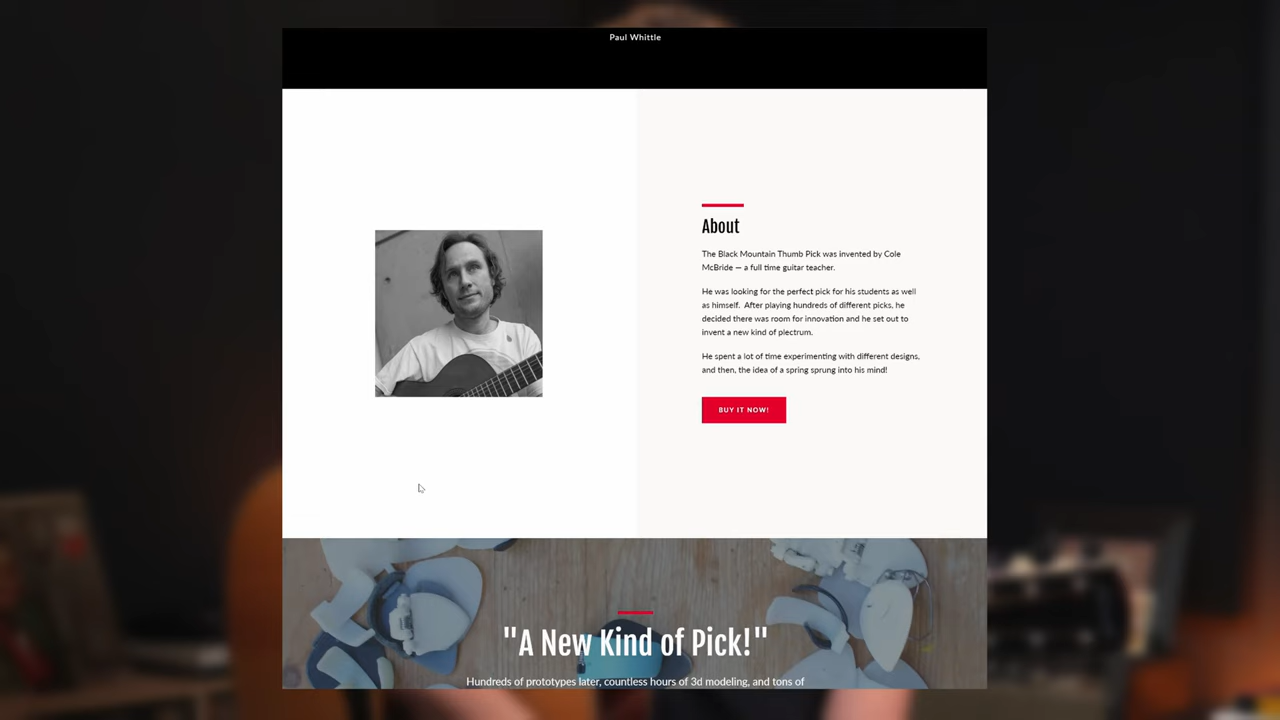 Paul Whittle
About
The Black Mountain Thumb Pick was invented by Cole
McBride — a full time guitar teacher.
He was looking for the perfect pick for his students as well
as himself.  After playing hundreds of different picks, he
decided there was room for innovation and he set out to
invent a new kind of plectrum.
He spent a lot of time experimenting with different designs,
and then, the idea of a spring sprung into his mind!
BUY IT NOW!
"A New Kind of Pick!"
Hundreds of prototypes later, countless hours of 3d modeling, and tons of